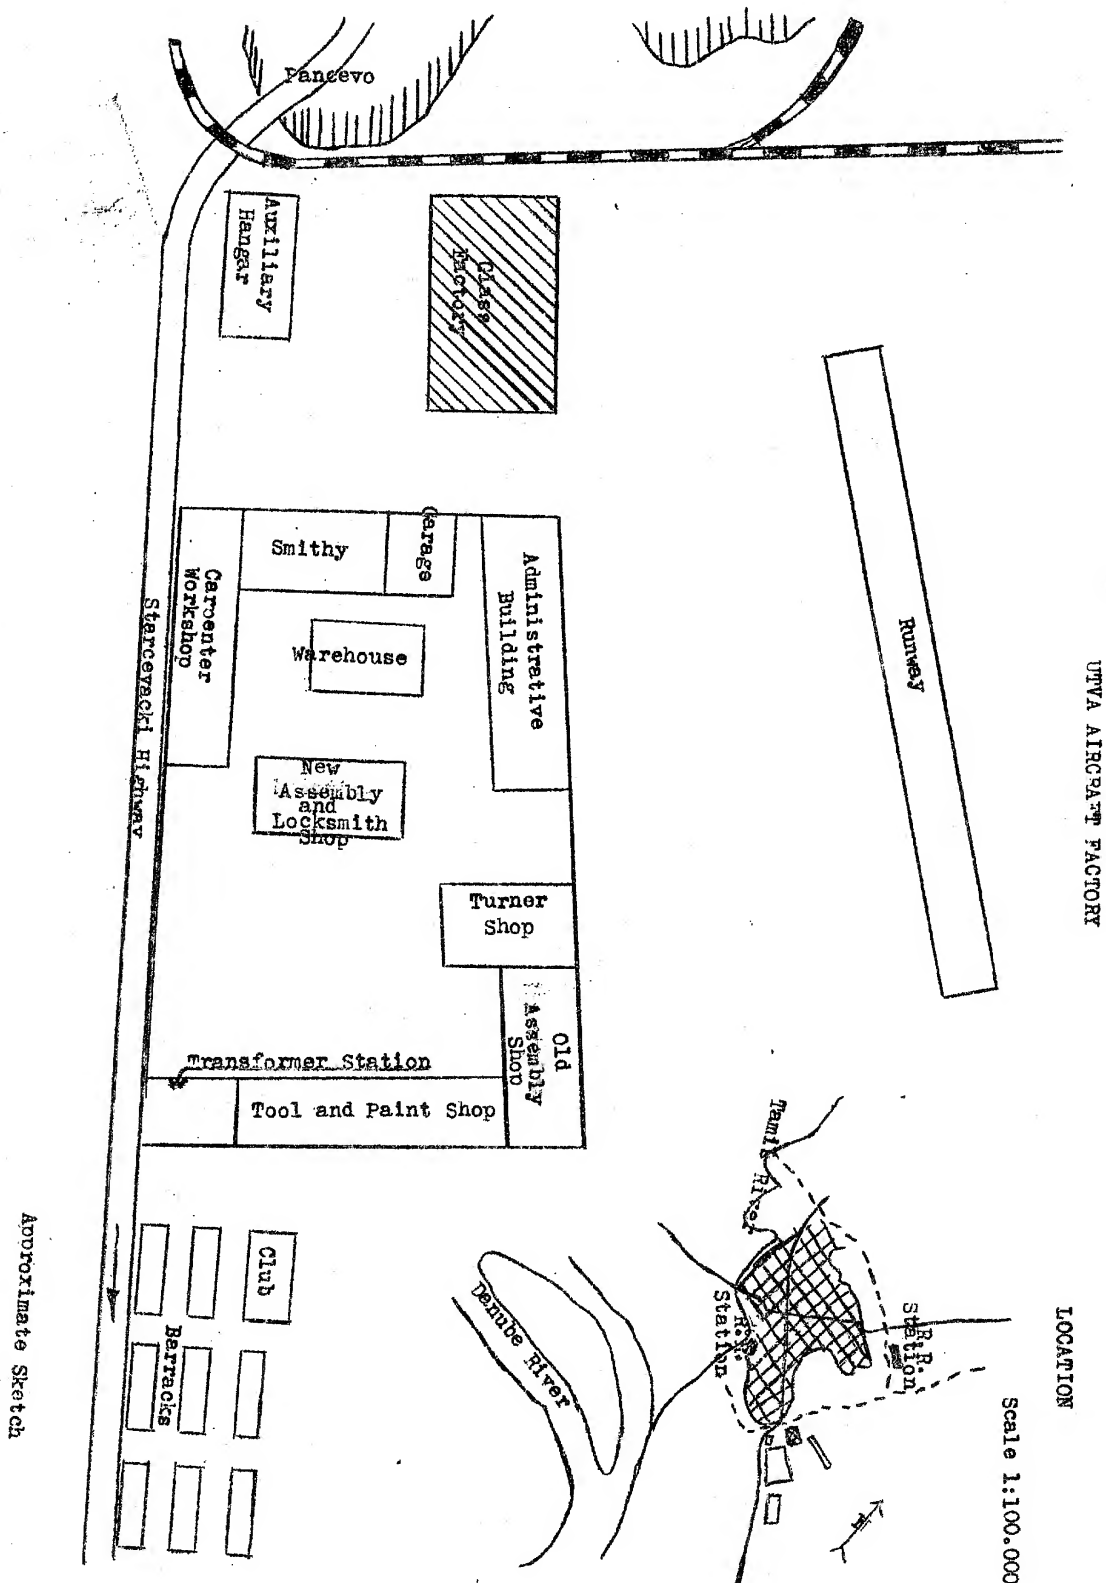 UTVA AIRCRAFT FACTORY
Pancevo
Auxiliary
Hangar
Glass
Factory
Runway
Smithy
Garage
Administrative
Building
Carpenter
Workshop
Warehouse
Starcevacki Highway
New
Assembly
and
Locksmith
Shop
Turner
Shop
Old
Assembly
Shop
Transformer Station
Tool and Paint Shop
Club
Barracks
Approximate Sketch
LOCATION
Scale 1:100.000
Tamis River
R.R.
Station
R.R.
Station
Danube River
N